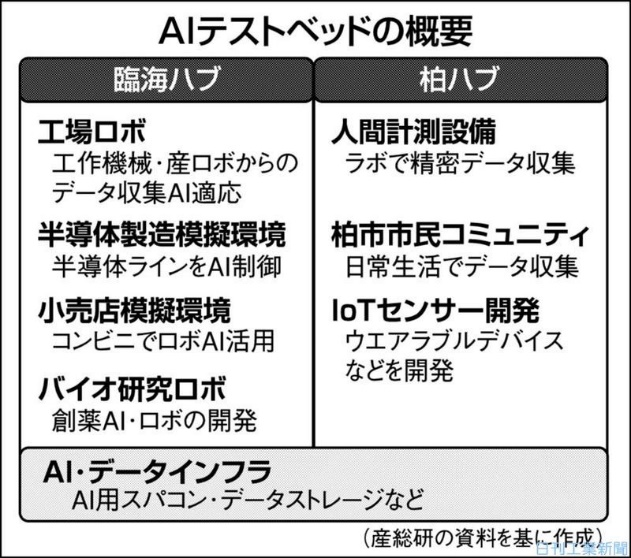 AIテストベッドの概要
臨海ハブ
工場ロボ
工作機械・産ロボからの
データ収集AI適応
半導体製造模擬環境
半導体ラインをAI制御
小売店模擬環境
コンビニでロボAI活用
バイオ研究ロボ
創薬AI・ロボの開発
柏ハブ
人間計測設備
ラボで精密データ収集
柏市市民コミュニティ
日常生活でデータ収集
IoTセンサー開発
ウエアラブルデバイス
などを開発
AI・データインフラ
AI用スパコン・データストレージなど
（産総研の資料を基に作成）
日刊工業新聞